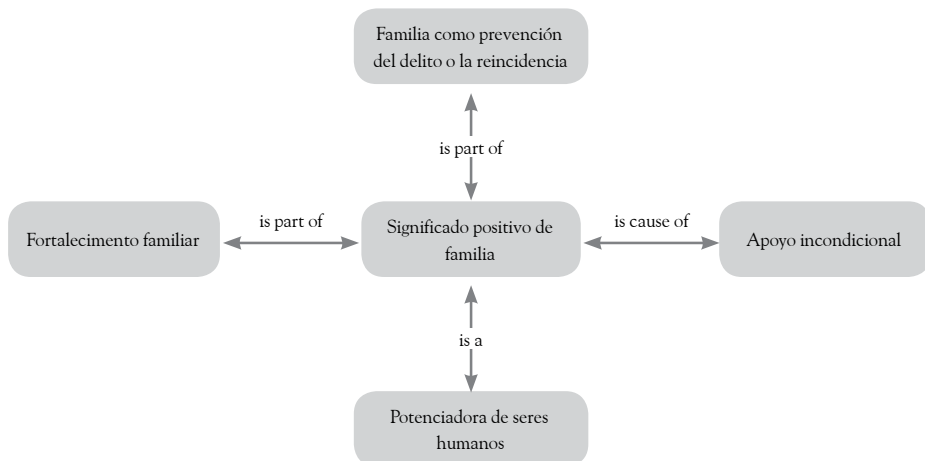 Familia como prevención
del delito o la reincidencia
is part of
Fortalecimento familiar
is part of
Significado positivo de
familia
is cause of
Apoyo incondicional
is a
Potenciadora de seres
humanos